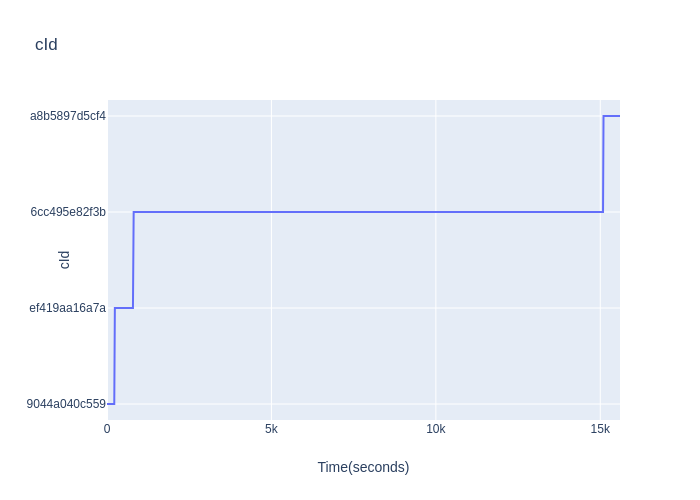 cId
a8b5897d5cf4
6cc495e82f3b
cId
ef419aa16a7a
9044a040c559
0
5k
10k
15k
Time(seconds)